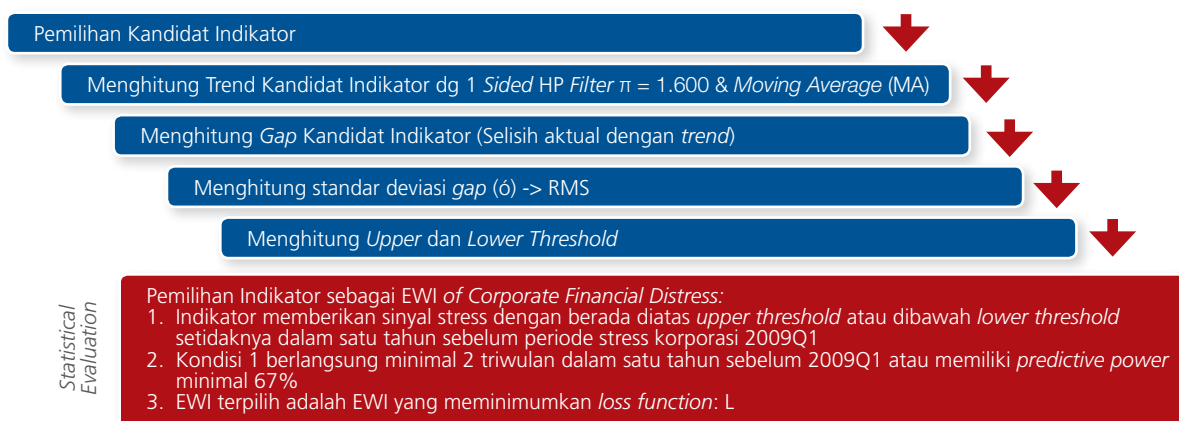 Pemilihan Kandidat Indikator
Menghitung Trend Kandidat Indikator dg 1 Sided HP Filter π = 1.600 & Moving Average (MA)
Menghitung Gap Kandidat Indikator (Selisih aktual dengan trend)
Menghitung standar deviasi gap (ó) -> RMS
Menghitung Upper dan Lower Threshold
Statistical
Evaluation
Pemilihan Indikator sebagai EWI of Corporate Financial Distress:
1. Indikator memberikan sinyal stress dengan berada diatas upper threshold atau dibawah lower threshold
setidaknya dalam satu tahun sebelum periode stress korporasi 2009Q1
2. Kondisi 1 berlangsung minimal 2 triwulan dalam satu tahun sebelum 2009Q1 atau memiliki predictive power
minimal 67%
3. EWI terpilih adalah EWI yang meminimumkan loss function: L